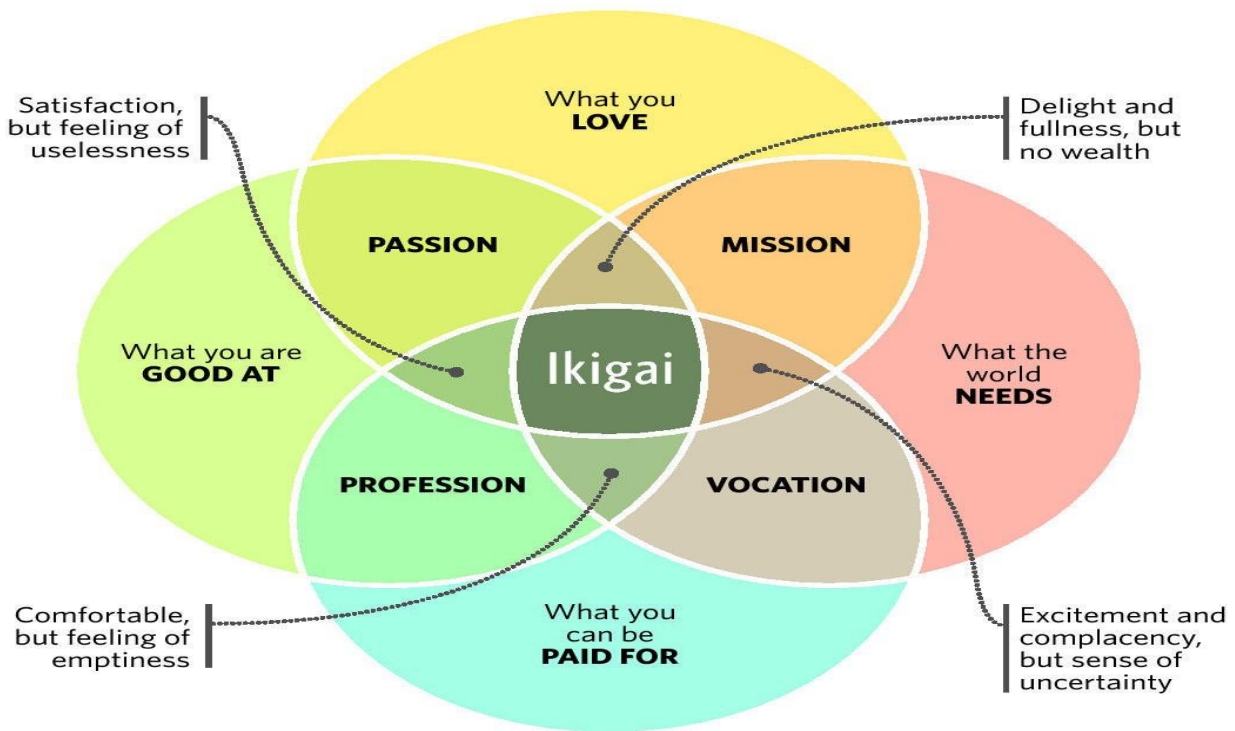 What you
LOVE
Satisfaction,
but feeling of
uselessness
Delight and
fullness, but
no wealth
PASSION
MISSION
What you are
GOOD AT
Ikigai
What the
world
NEEDS
PROFESSION
VOCATION
Comfortable,
but feeling of
emptiness
What you
can be
PAID FOR
Excitement and
complacency,
but sense of
uncertainty